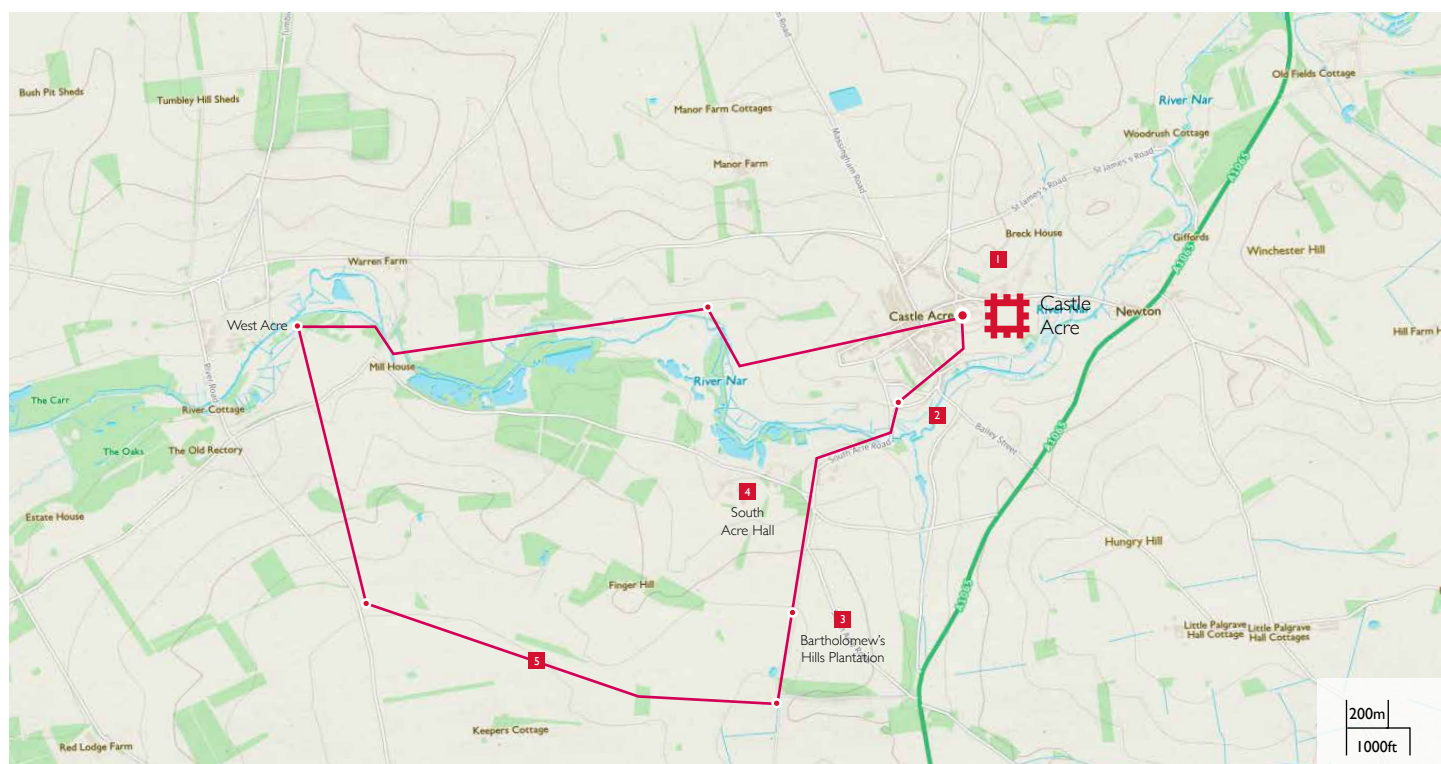 Old Fields Cottage
Bush Pit Sheds
Tumbley Hill Sheds
River Nar
Manor Farm Cottages
Massingham Road
Woodrush Cottage
Manor Farm
St James's Road
A1065
St James's Road
Breck House
Giffords
Winchester Hill
A1065
1
Warren Farm
Castle
Acre
River Nar
Castle Acre
Newton
West Acre
Hill Farm H
Mill House
River Road
River Nar
The Carr
River Cottage
2
Bailey Street
The Oaks
The Old Rectory
South Acre Road
A1065
4
South
Acre Hall
Estate House
Hungry Hill
Finger Hill
A1065
3
Bartholomew's
Hills Plantation
Little Palgrave
Hall Cottage
Little Palgrave
Hall Cottages
5
Keepers Cottage
Red Lodge Farm
200m
1000ft